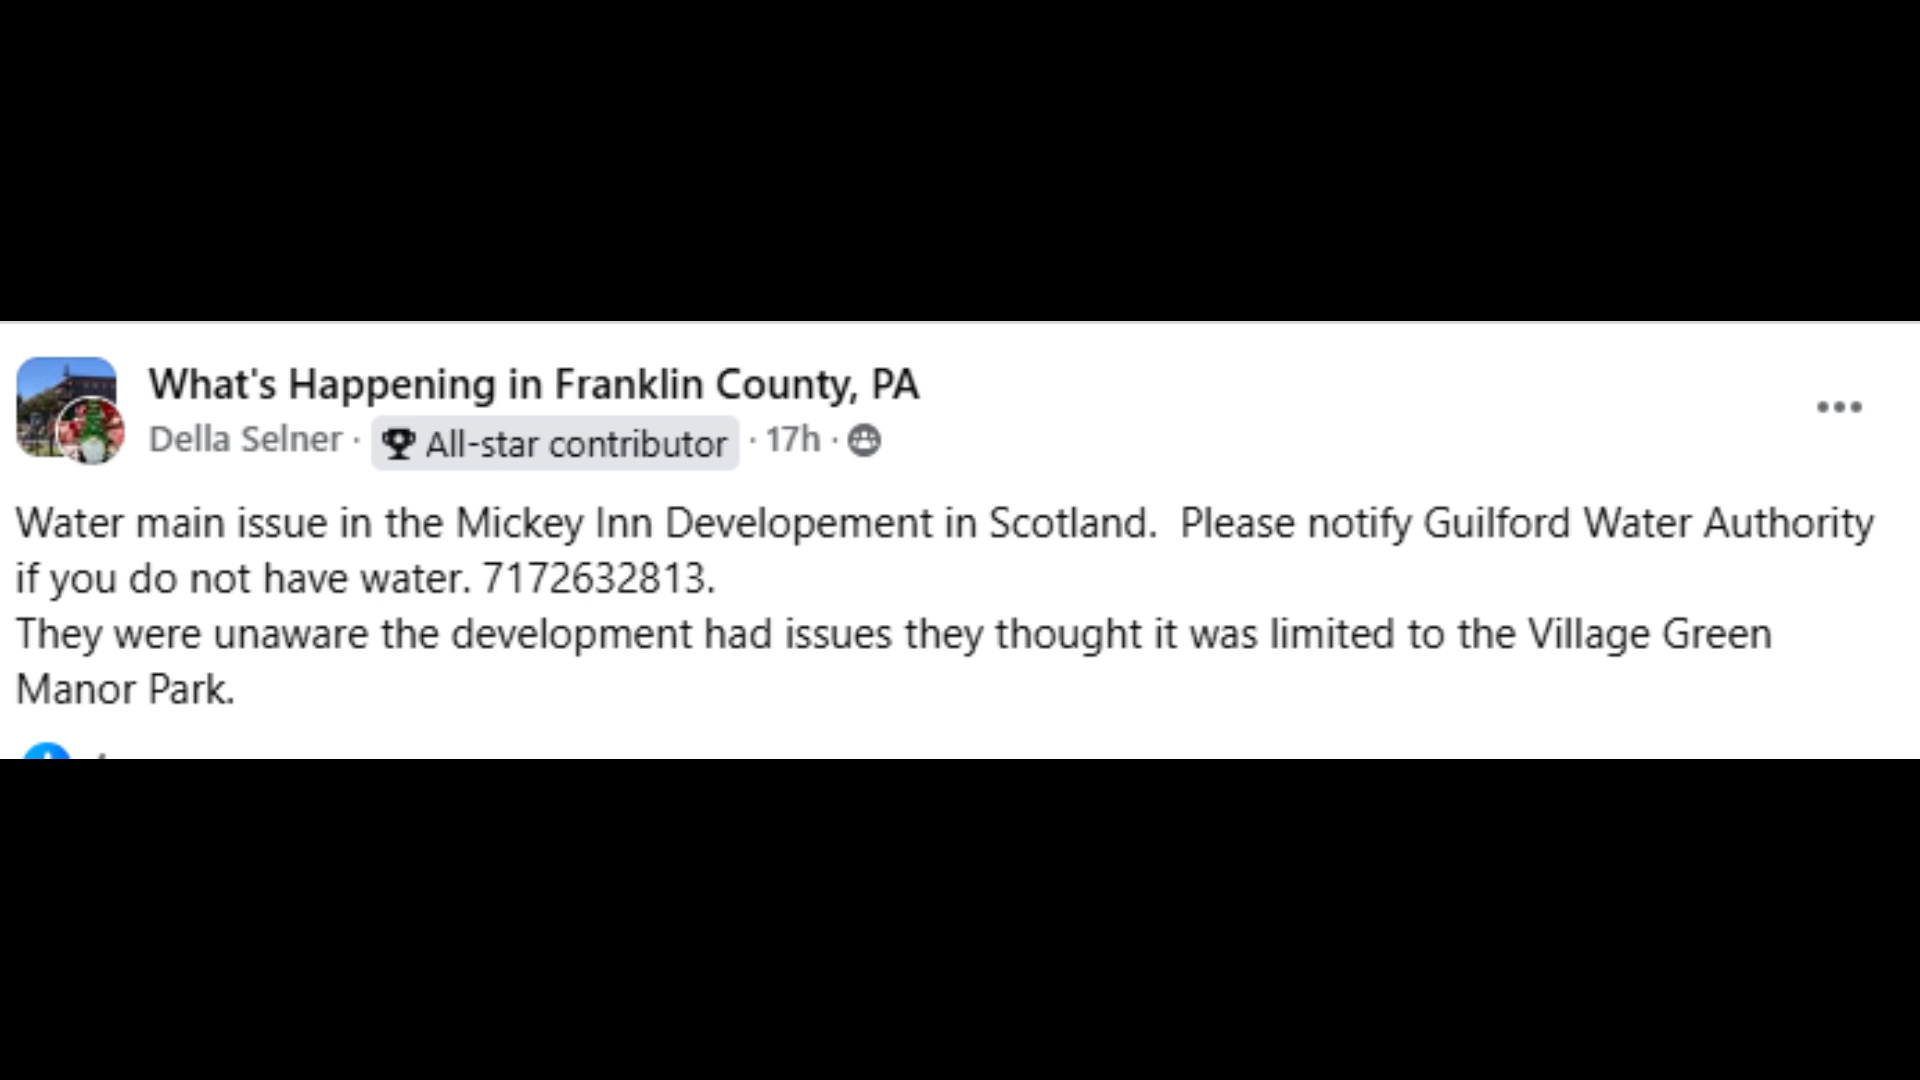 What's Happening in Franklin County, PA
Della Selner · All-star contributor · 17h ·
Water main issue in the Mickey Inn Developement in Scotland.  Please notify Guilford Water Authority
if you do not have water. 7172632813.
They were unaware the development had issues they thought it was limited to the Village Green
Manor Park.